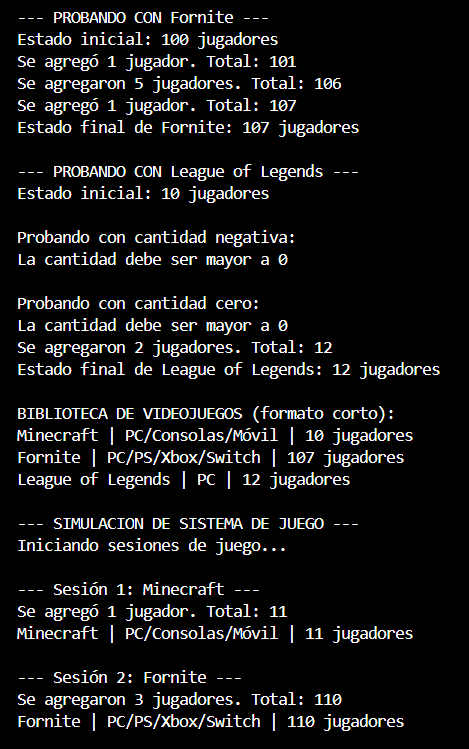 --- PROBANDO CON Fornite ---
Estado inicial: 100 jugadores
Se agregó 1 jugador. Total: 101
Se agregaron 5 jugadores. Total: 106
Se agregó 1 jugador. Total: 107
Estado final de Fornite: 107 jugadores
--- PROBANDO CON League of Legends ---
Estado inicial: 10 jugadores
Probando con cantidad negativa:
La cantidad debe ser mayor a 0
Probando con cantidad cero:
La cantidad debe ser mayor a 0
Se agregaron 2 jugadores. Total: 12
Estado final de League of Legends: 12 jugadores
BIBLIOTECA DE VIDEOJUEGOS (formato corto):
Minecraft | PC/Consolas/Móvil | 10 jugadores
Fornite | PC/PS/Xbox/Switch | 107 jugadores
League of Legends | PC | 12 jugadores
--- SIMULACION DE SISTEMA DE JUEGO ---
Iniciando sesiones de juego...
--- Sesión 1: Minecraft ---
Se agregó 1 jugador. Total: 11
Minecraft | PC/Consolas/Móvil | 11 jugadores
--- Sesión 2: Fornite ---
Se agregaron 3 jugadores. Total: 110
Fornite | PC/PS/Xbox/Switch | 110 jugadores